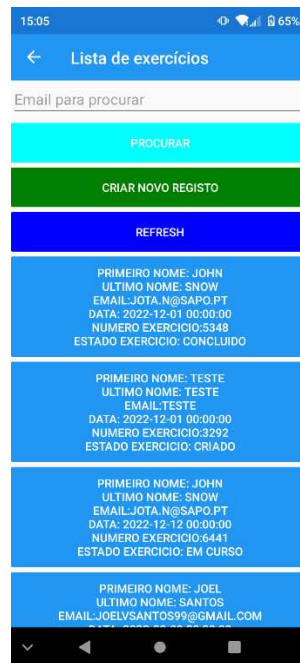 15:05
65%
Lista de exercícios
Email para procurar
PROCURAR
CRIAR NOVO REGISTO
REFRESH
PRIMEIRO NOME: JOHN
ULTIMO NOME: SNOW
EMAIL:JOTA.N@SAPO.PT
DATA: 2022-12-01 00:00:00
NUMERO EXERCICIO:5348
ESTADO EXERCICIO: CONCLUIDO
PRIMEIRO NOME: TESTE
ULTIMO NOME: TESTE
EMAIL:TESTE
DATA: 2022-12-01 00:00:00
NUMERO EXERCICIO:3292
ESTADO EXERCICIO: CRIADO
PRIMEIRO NOME: JOHN
ULTIMO NOME: SNOW
EMAIL:JOTA.N@SAPO.PT
DATA: 2022-12-12 00:00:00
NUMERO EXERCICIO:6441
ESTADO EXERCICIO: EM CURSO
PRIMEIRO NOME: JOEL
ULTIMO NOME: SANTOS
EMAIL:JOELVSANTOS99@GMAIL.COM